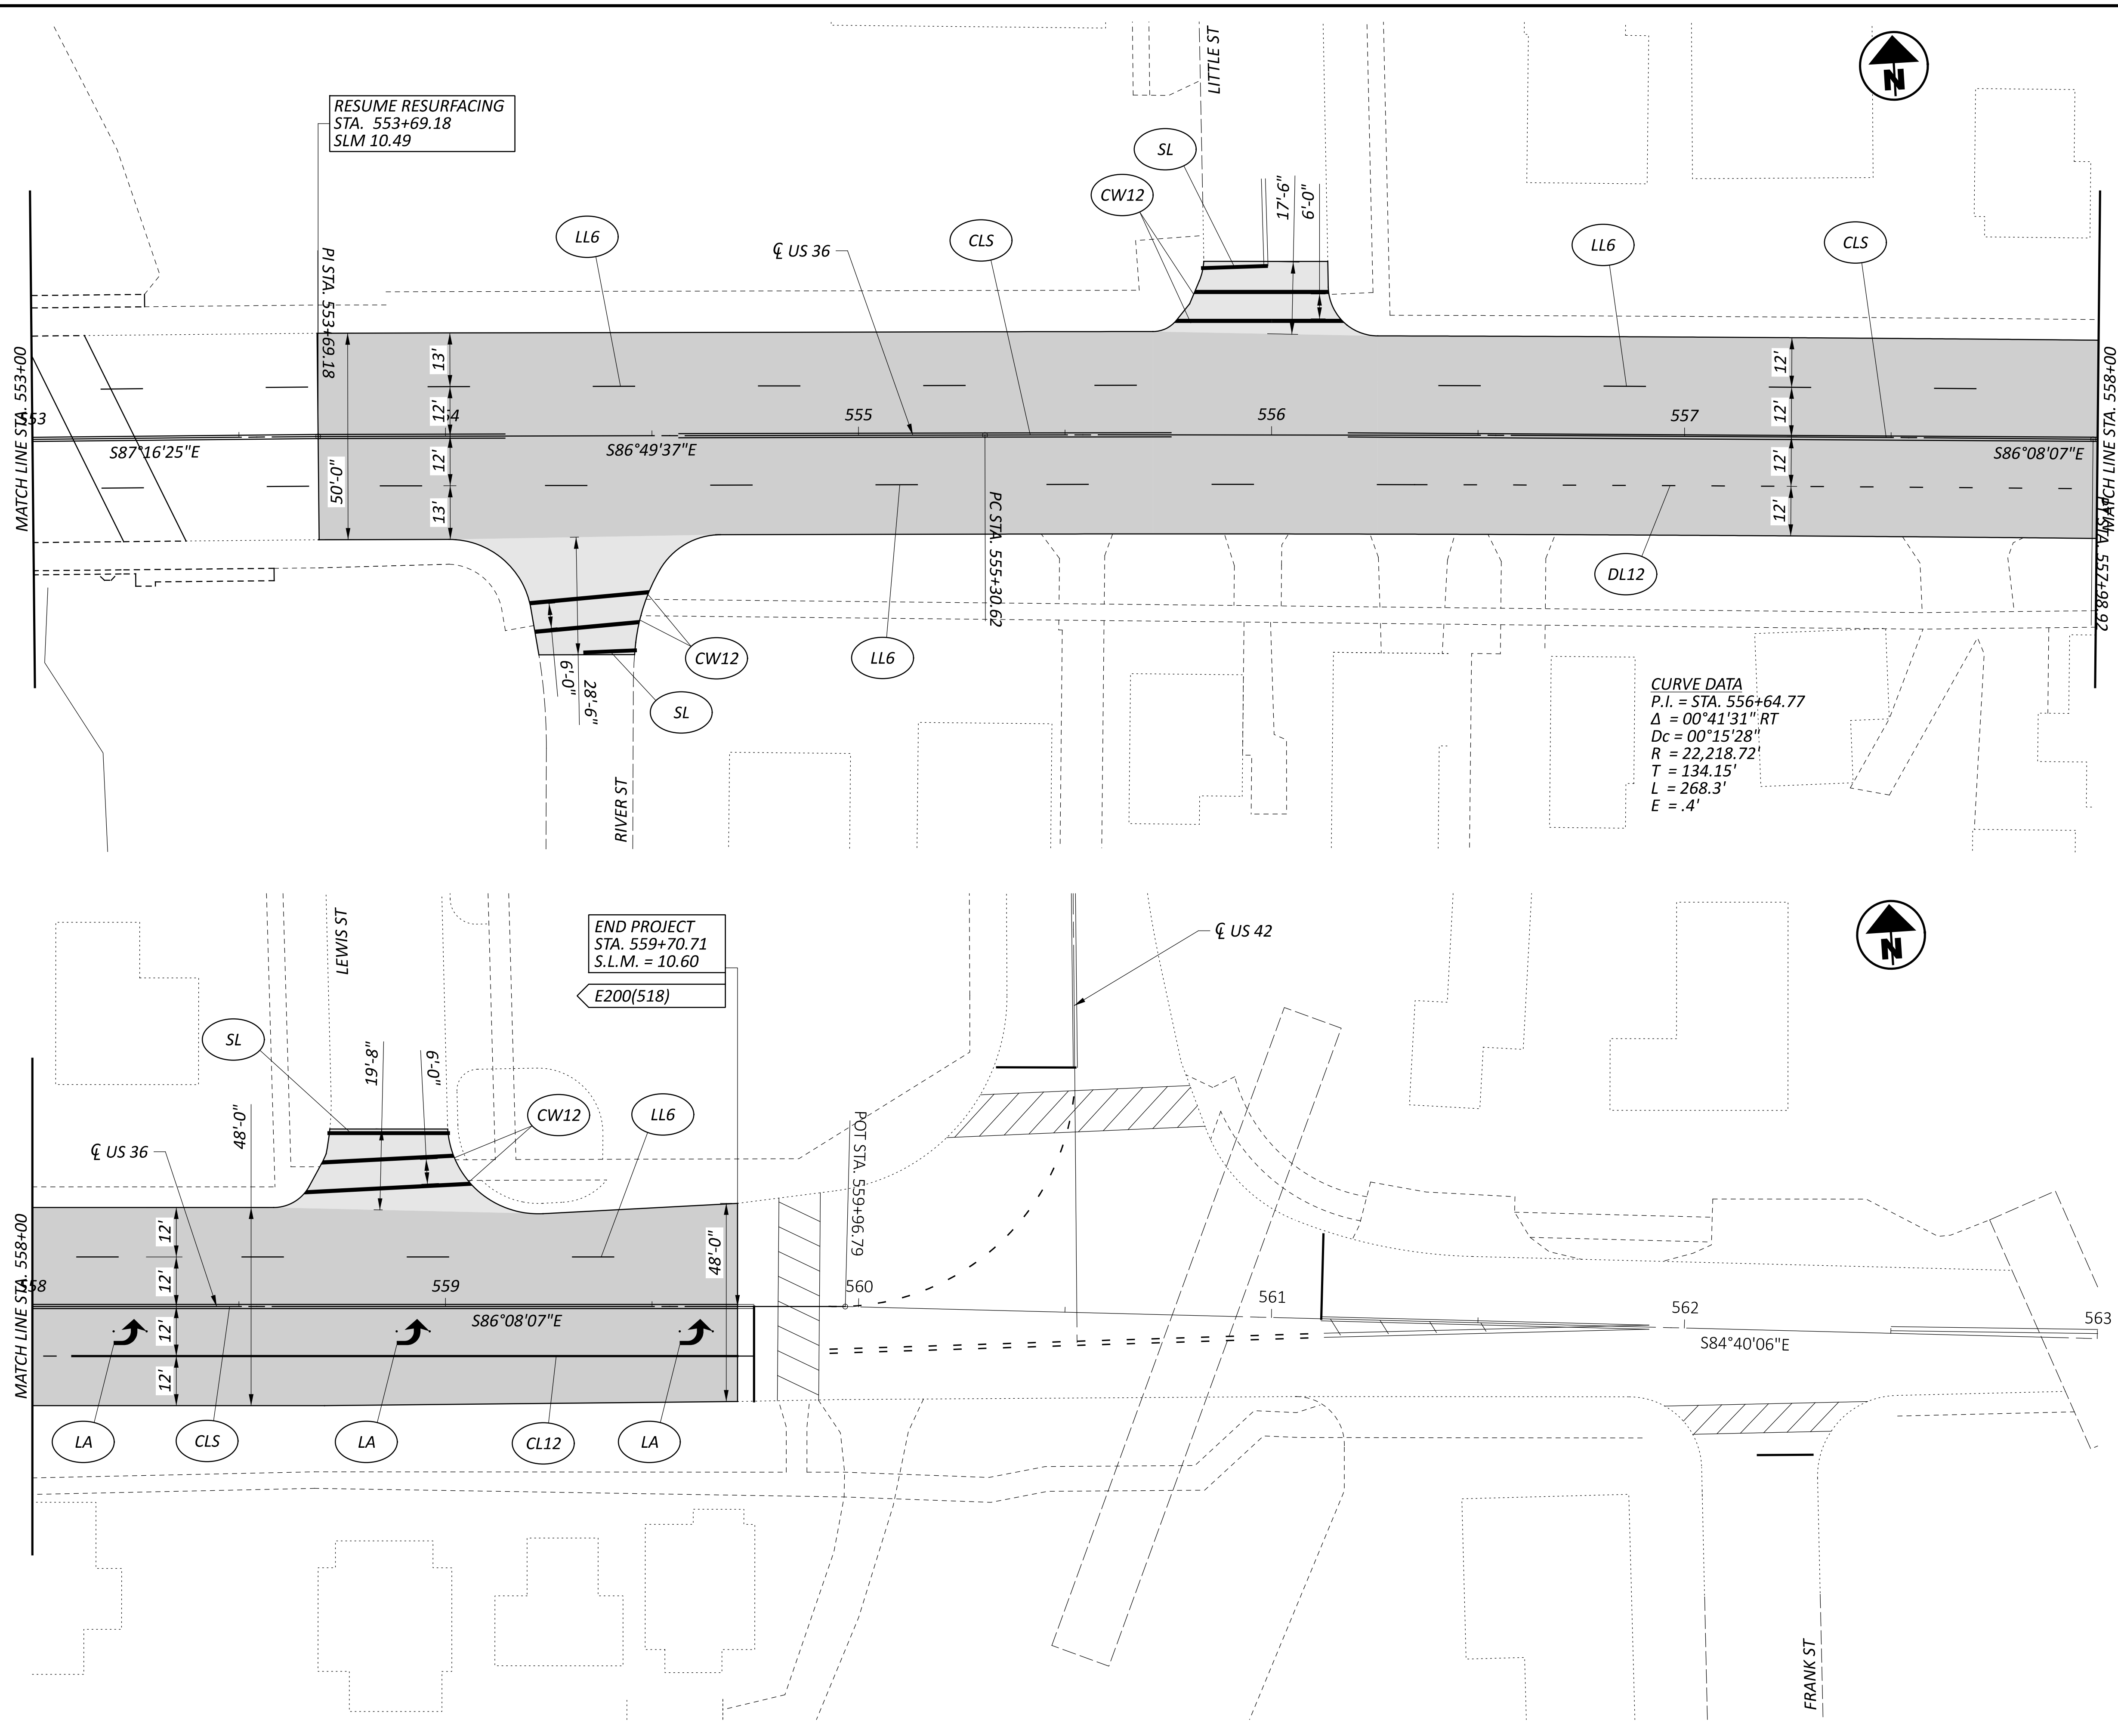 LITTLE ST
N
RESUME RESURFACING
STA. 553+69.18
SLM 10.49
SL
CW12
17'-6"
6'-0"
LL6
℄ US 36
CLS
LL6
CLS
PI STA. 553+69.18
MATCH LINE STA. 553+00
553
13'
12'
12'
13'
50'-0"
S87°16'25"E
S86°49'37"E
555
556
557
12'
12'
12'
12'
S86°08'07"E
MATCH LINE STA. 558+00
PC STA. 555+30.62
DL12
LL6
CW12
SL
6'-0"
28'-6"
RIVER ST
CURVE DATA
P.I. = STA. 556+64.77
Δ = 00°41'31" RT
Dc = 00°15'28"
R = 22,218.72'
T = 134.15'
L = 268.3'
E = .4'
LEWIS ST
END PROJECT
STA. 559+70.71
S.L.M. = 10.60
E200(518)
℄ US 42
N
SL
19'-8"
6'-0"
CW12
LL6
48'-0"
℄ US 36
POT STA. 559+96.79
MATCH LINE STA. 558+00
558
12'
12'
12'
12'
559
48'-0"
560
561
562
563
S86°08'07"E
S84°40'06"E
LA
CLS
LA
CL12
LA
FRANK ST